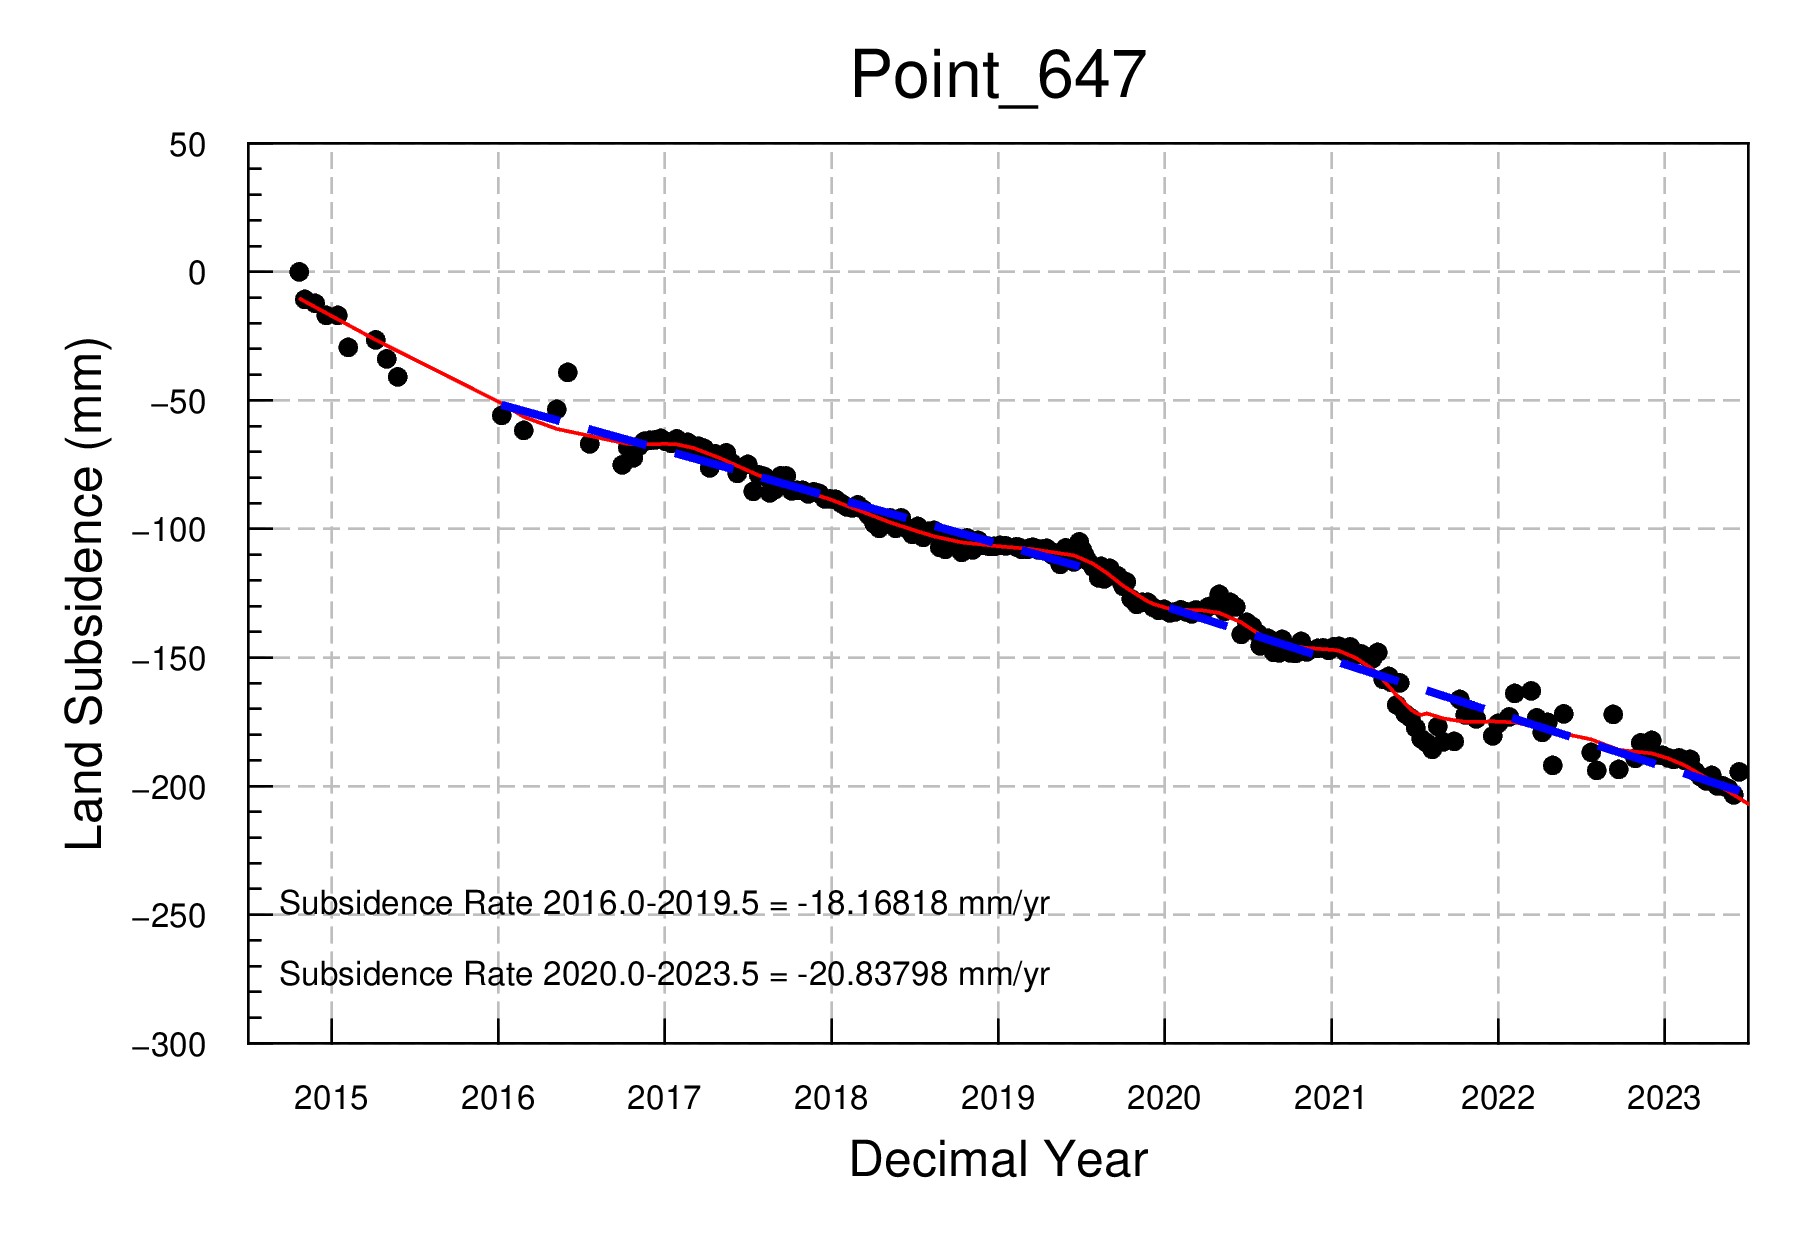 Point_647
50
0
−50
−100
−150
−200
−250
−300
Land Subsidence (mm)
Subsidence Rate 2016.0-2019.5 = -18.16818 mm/yr
Subsidence Rate 2020.0-2023.5 = -20.83798 mm/yr
2015 2016 2017 2018 2019 2020 2021 2022 2023
Decimal Year